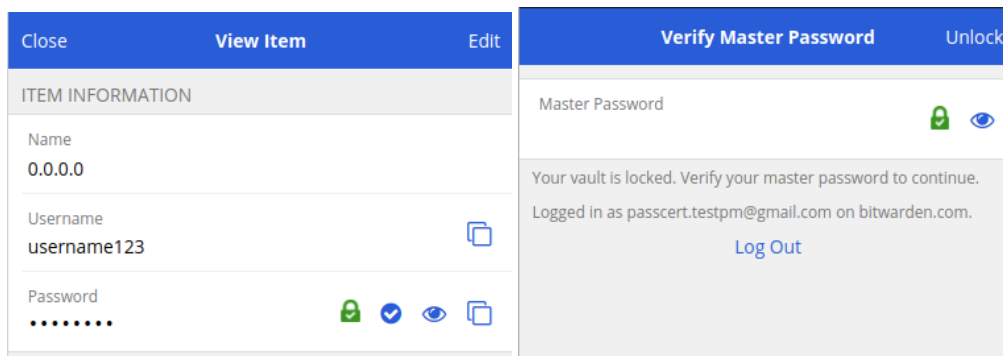 Close View Item Edit
ITEM INFORMATION
Name
0.0.0.0
Username
username123
Password
••••••••
Verify Master Password Unlock
Master Password
Your vault is locked. Verify your master password to continue.
Logged in as passcert.testpm@gmail.com on bitwarden.com.
Log Out